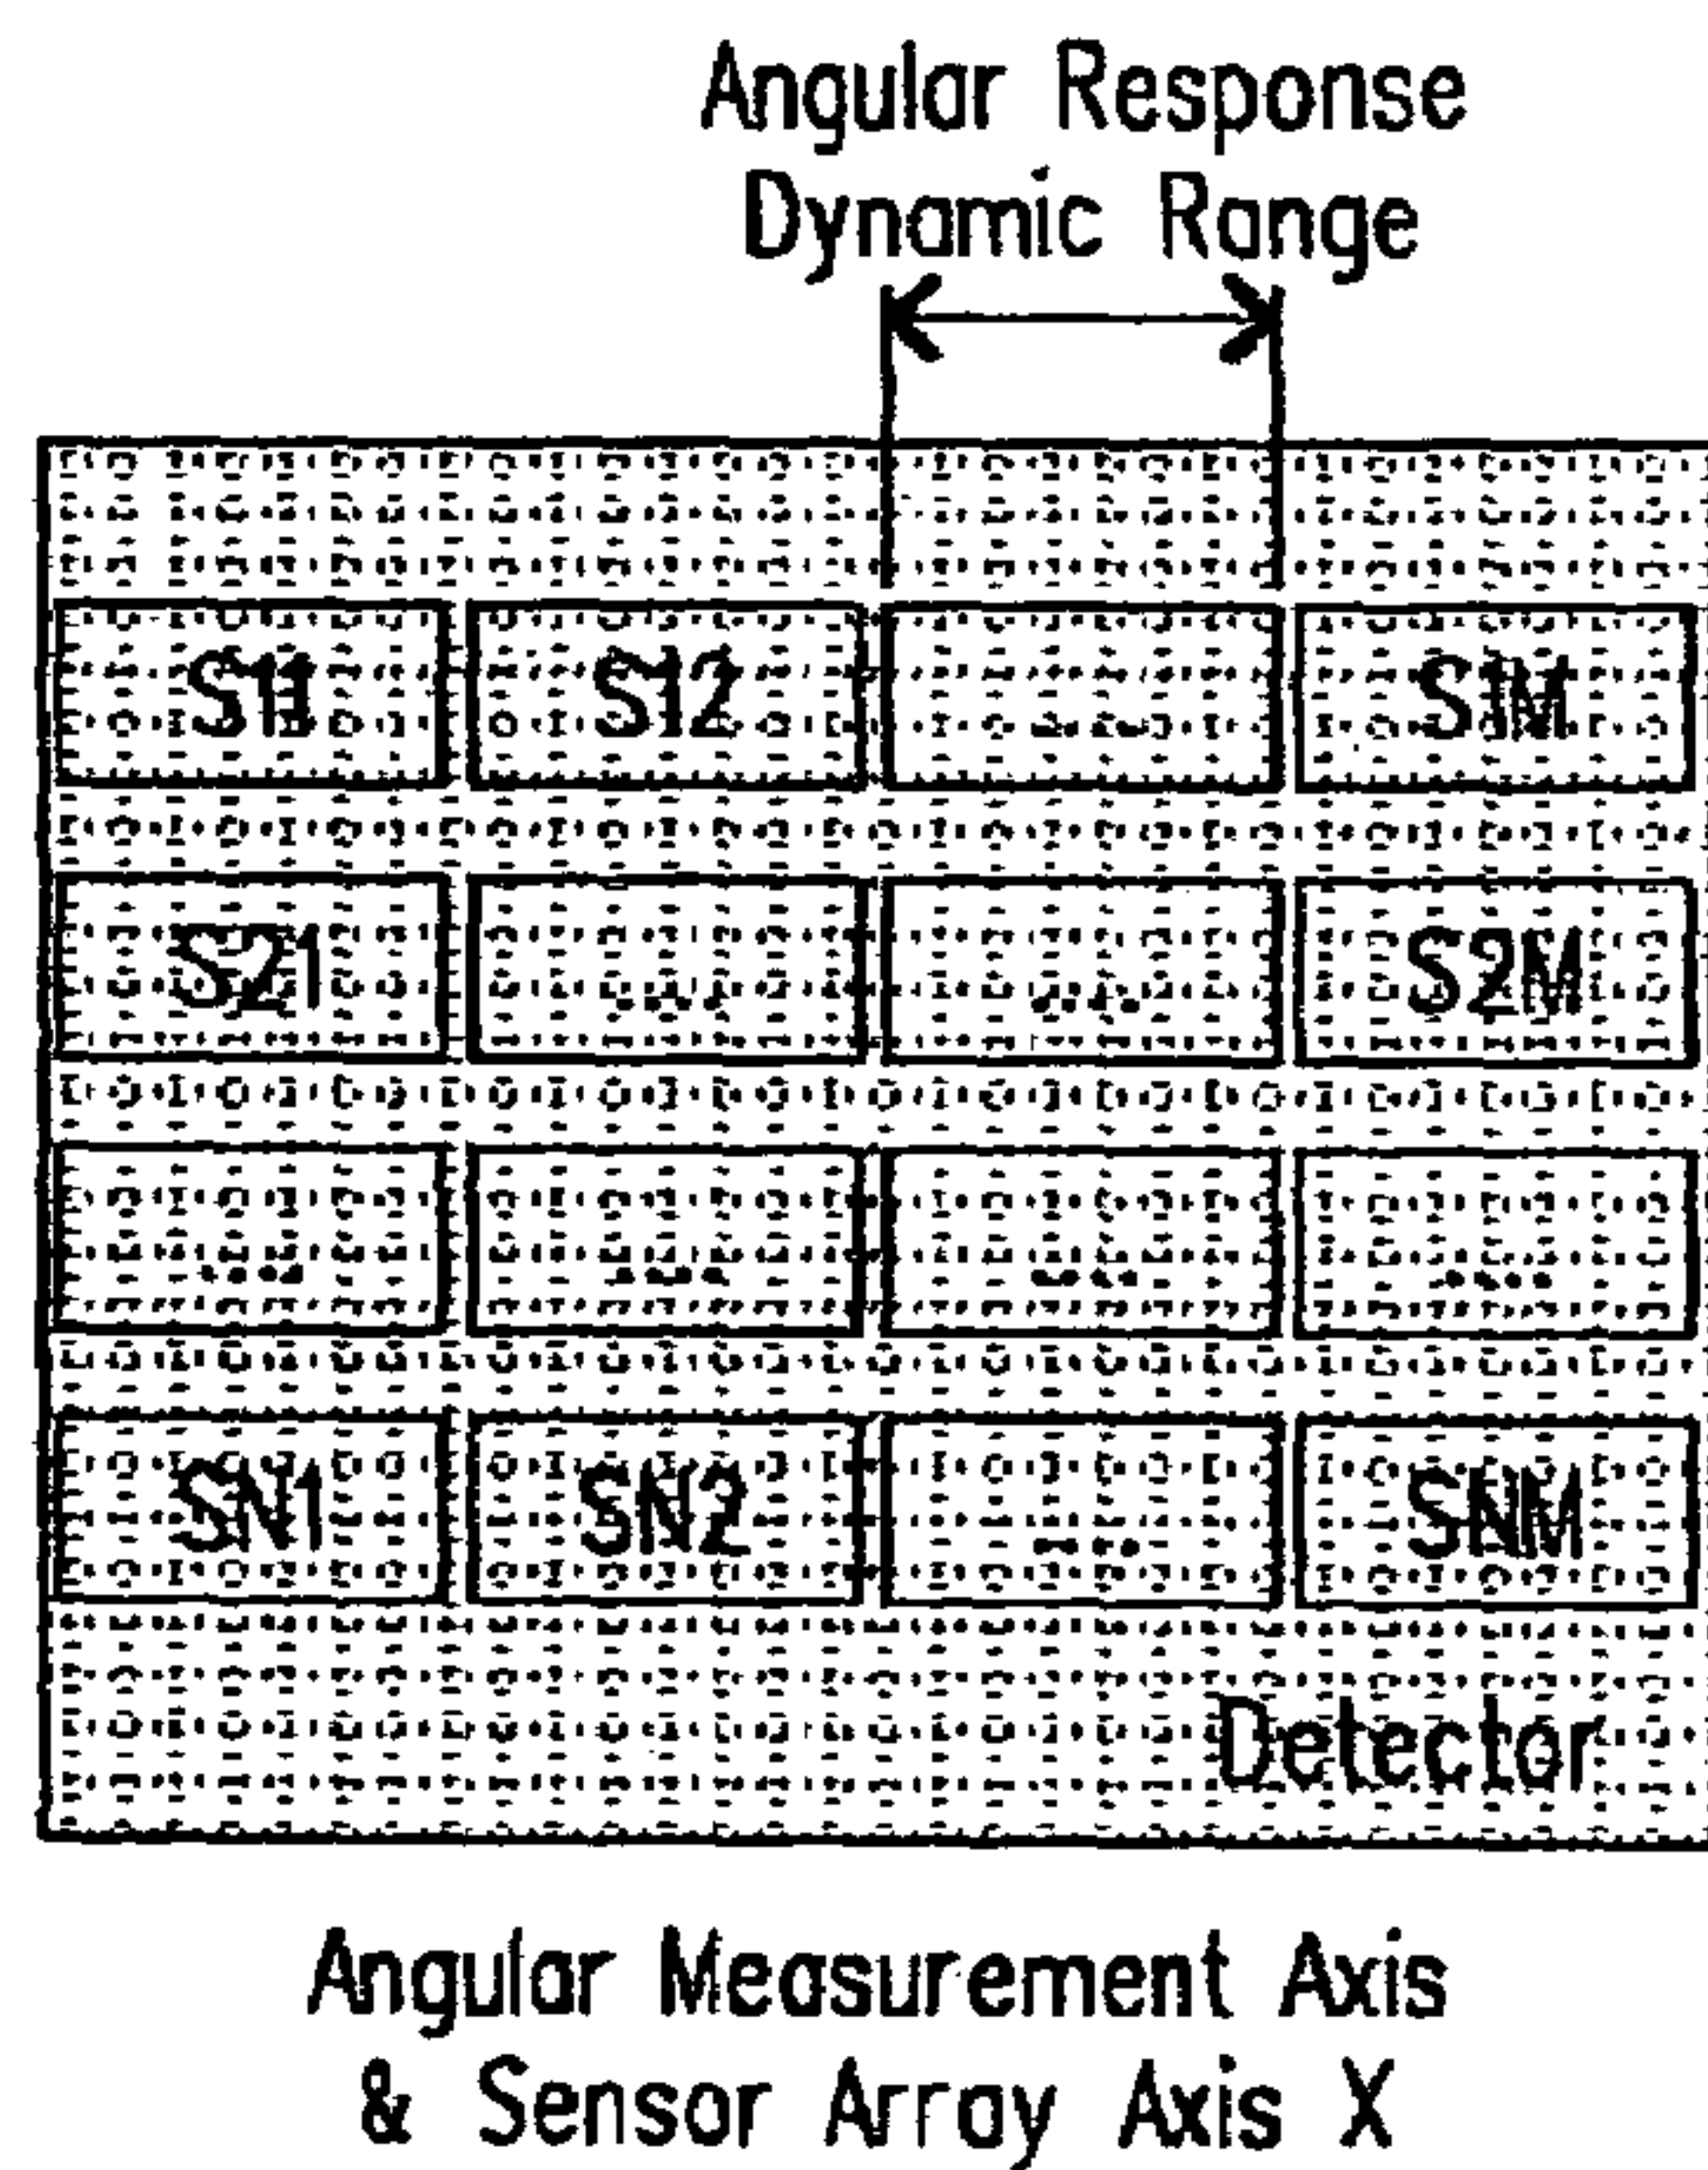 Angular Response
Dynamic Range
S11 S12 ... S1M
S21 ... ... S2M
... ... ... ...
SN1 SN2 ... SNM
Detector
Angular Measurement Axis
& Sensor Array Axis X